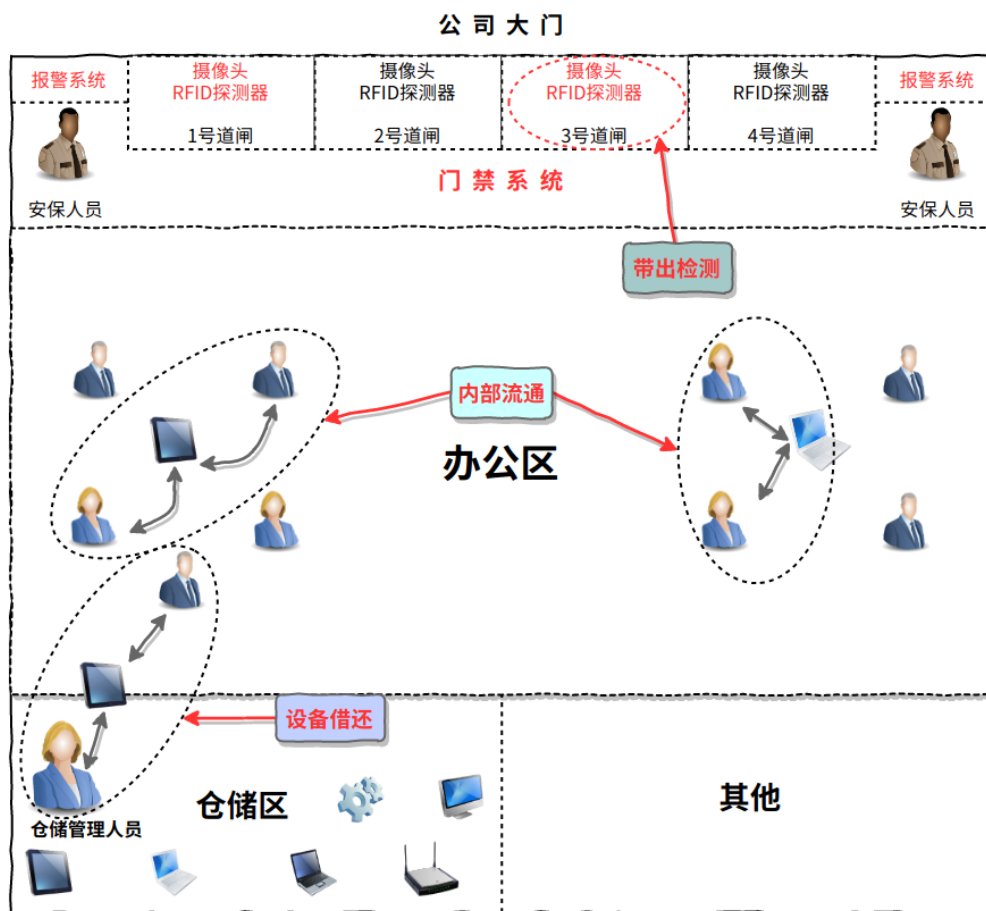 公司大门
报警系统
摄像头
RFID探测器
1号道闸
摄像头
RFID探测器
2号道闸
摄像头
RFID探测器
3号道闸
摄像头
RFID探测器
4号道闸
报警系统
安保人员
门禁系统
安保人员
带出检测
内部流通
办公区
设备借还
仓储区
其他
仓储管理人员